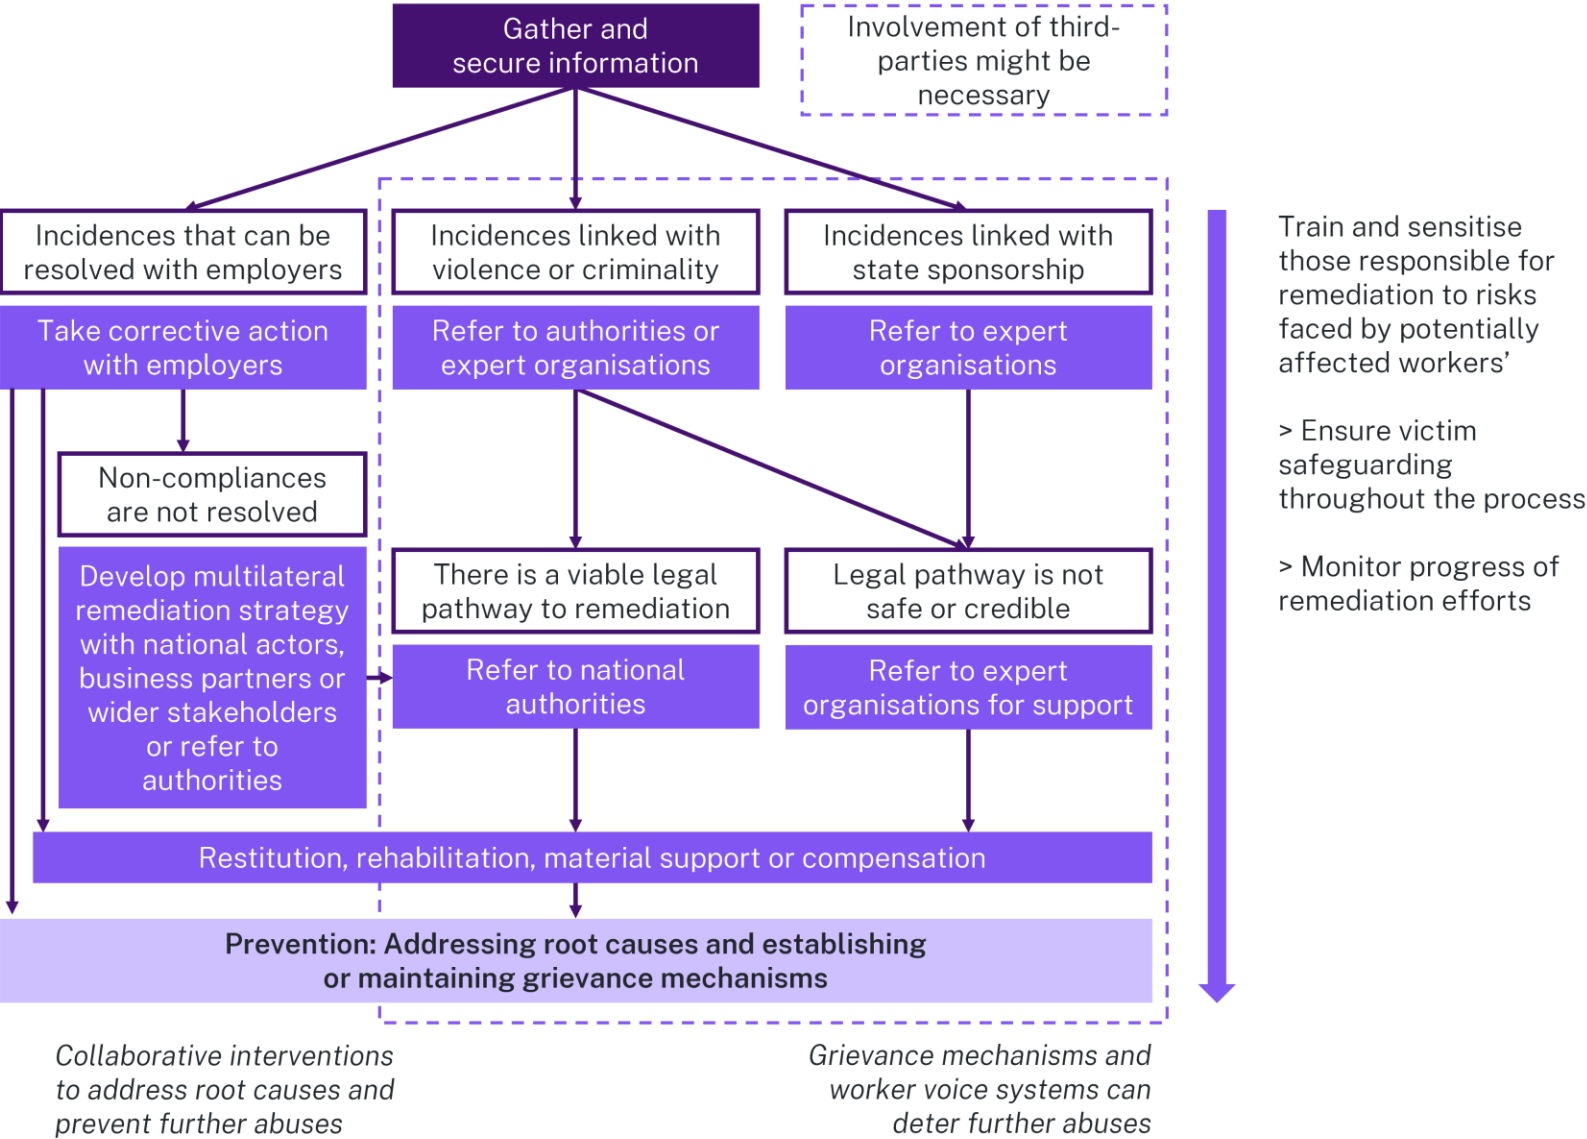 Gather and
secure information
Involvement of third-
parties might be
necessary
Incidences that can be
resolved with employers
Incidences linked with
violence or criminality
Incidences linked with
state sponsorship
Take corrective action
with employers
Refer to authorities or
expert organisations
Refer to expert
organisations
Non-compliances
are not resolved
Develop multilateral
remediation strategy
with national actors,
business partners or
wider stakeholders
or refer to
authorities
There is a viable legal
pathway to remediation
Legal pathway is not
safe or credible
Refer to national
authorities
Refer to expert
organisations for support
Restitution, rehabilitation, material support or compensation
Prevention: Addressing root causes and establishing
or maintaining grievance mechanisms
Collaborative interventions
to address root causes and
prevent further abuses
Grievance mechanisms and
worker voice systems can
deter further abuses
Train and sensitise
those responsible for
remediation to risks
faced by potentially
affected workers’
> Ensure victim
safeguarding
throughout the process
> Monitor progress of
remediation efforts